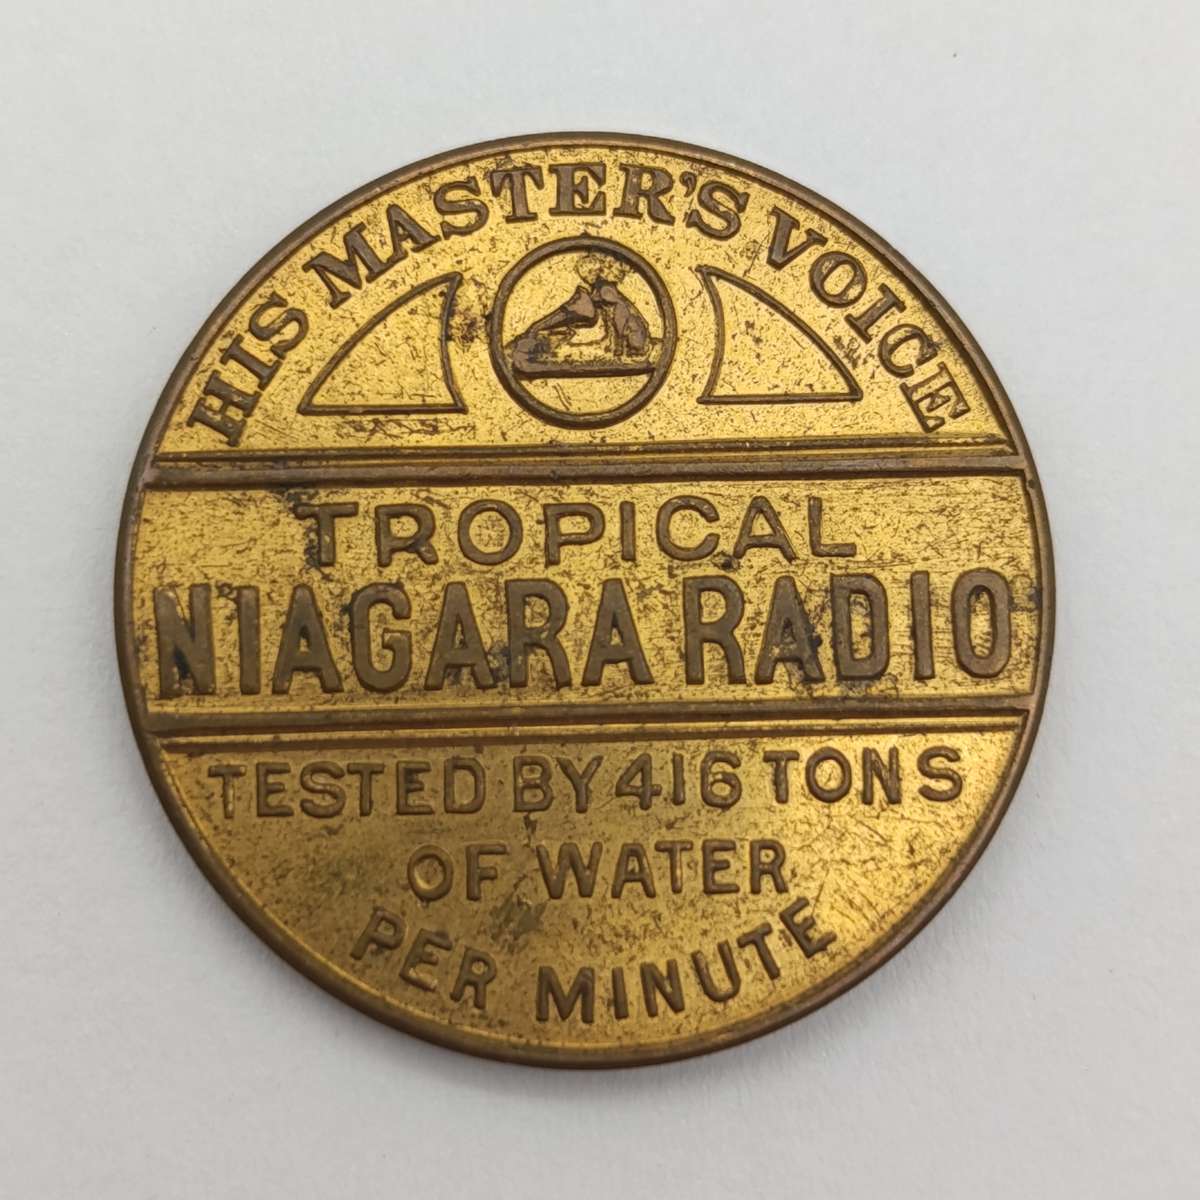 HIS MASTER'S VOICE
TROPICAL
NIAGARA RADIO
TESTED BY 416 TONS
OF WATER
PER MINUTE